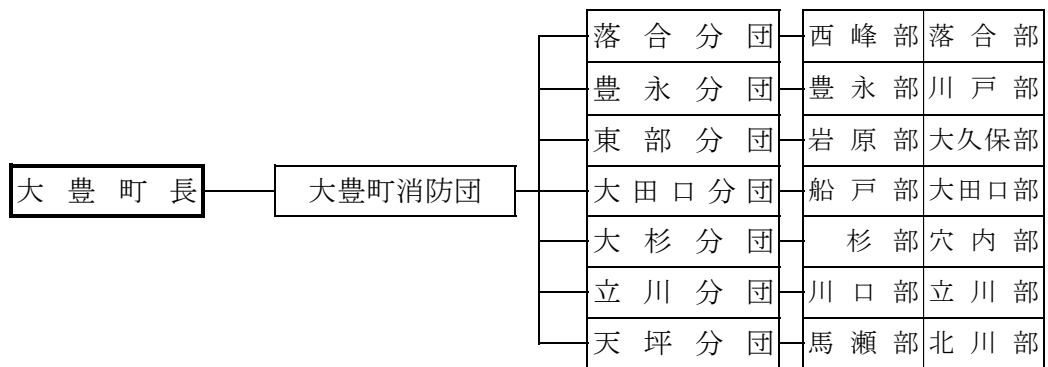 落合分団 西峰部 落合部
豊永分団 豊永部 川戸部
東部分団 岩原部 大久保部
大豊町長 大豊町消防団 大田口分団 船戸部 大田口部
大杉分団 杉部 穴内部
立川分団 川口部 立川部
天坪分団 馬瀬部 北川部